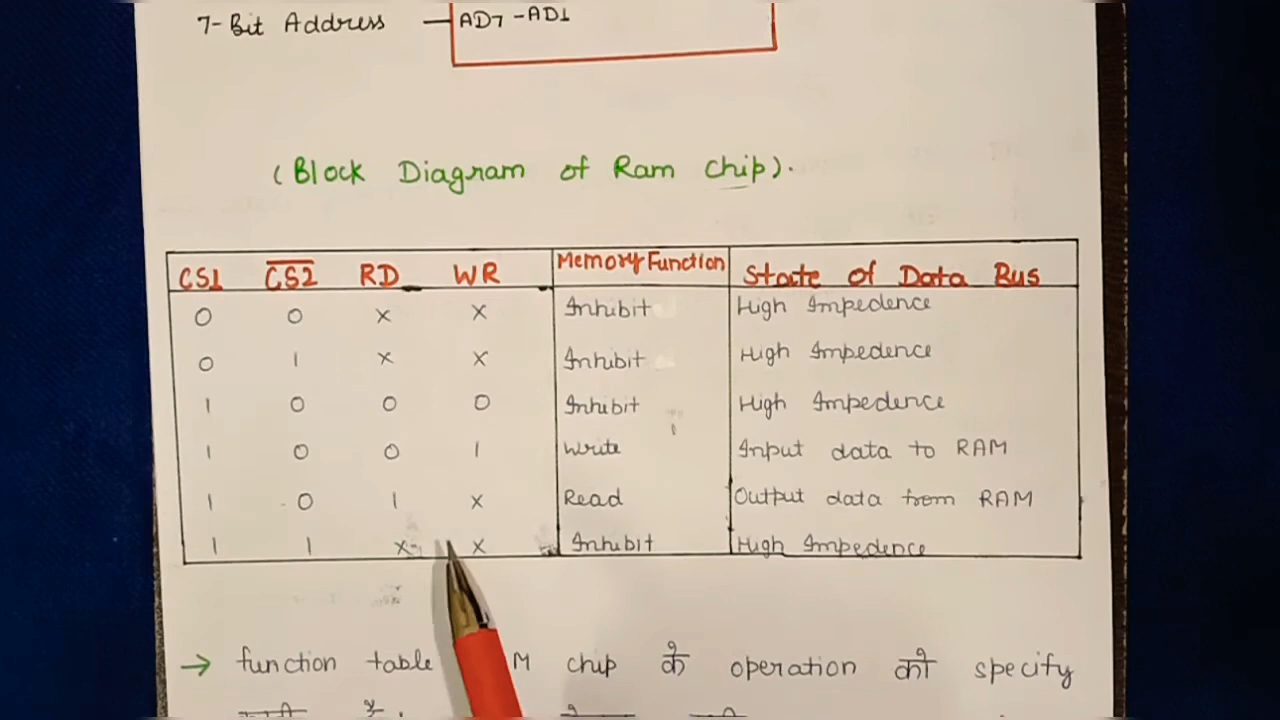 7-Bit Address — AD7 - AD1
(Block Diagram of Ram chip).
CS1 C̅S̅2̅ RD WR Memory Function State of Data Bus
0 0 x x Inhibit High Impedence
0 1 x x Inhibit High Impedence
1 0 0 0 Inhibit High Impedence
1 0 0 1 Write Input data to RAM
1 0 1 x Read Output data from RAM
1 1 x x Inhibit High Impedence
→ function table M chip के operation को specify